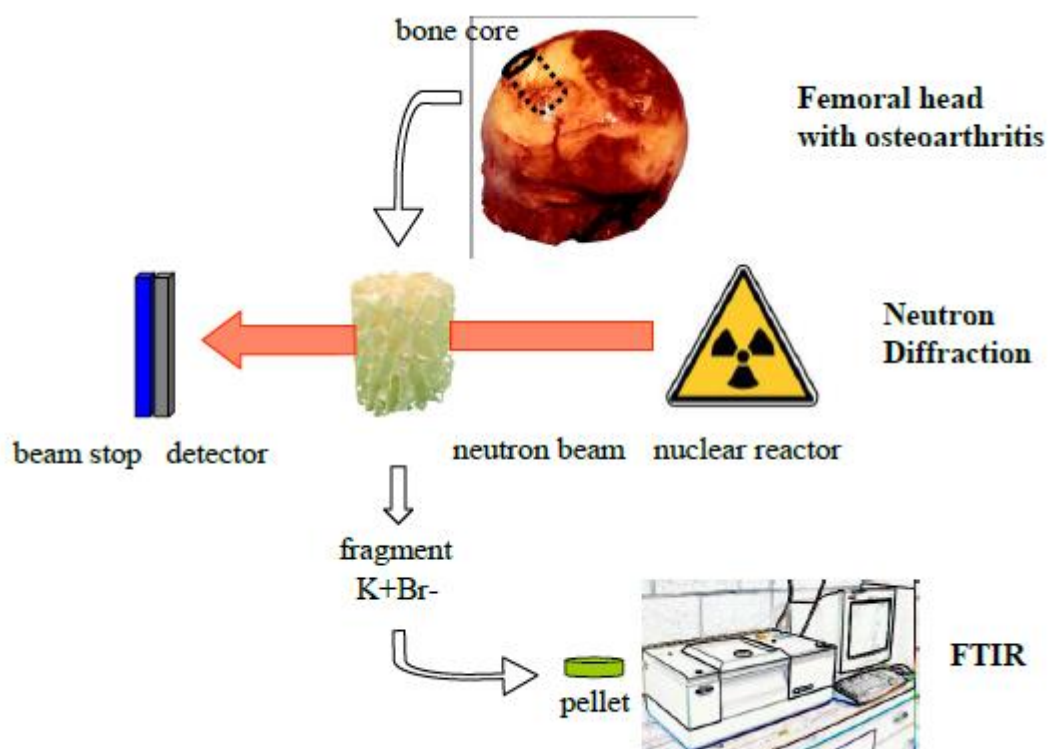 bone core
Femoral head
with osteoarthritis
Neutron
Diffraction
beam stop detector neutron beam nuclear reactor
fragment
K+Br-
pellet
FTIR